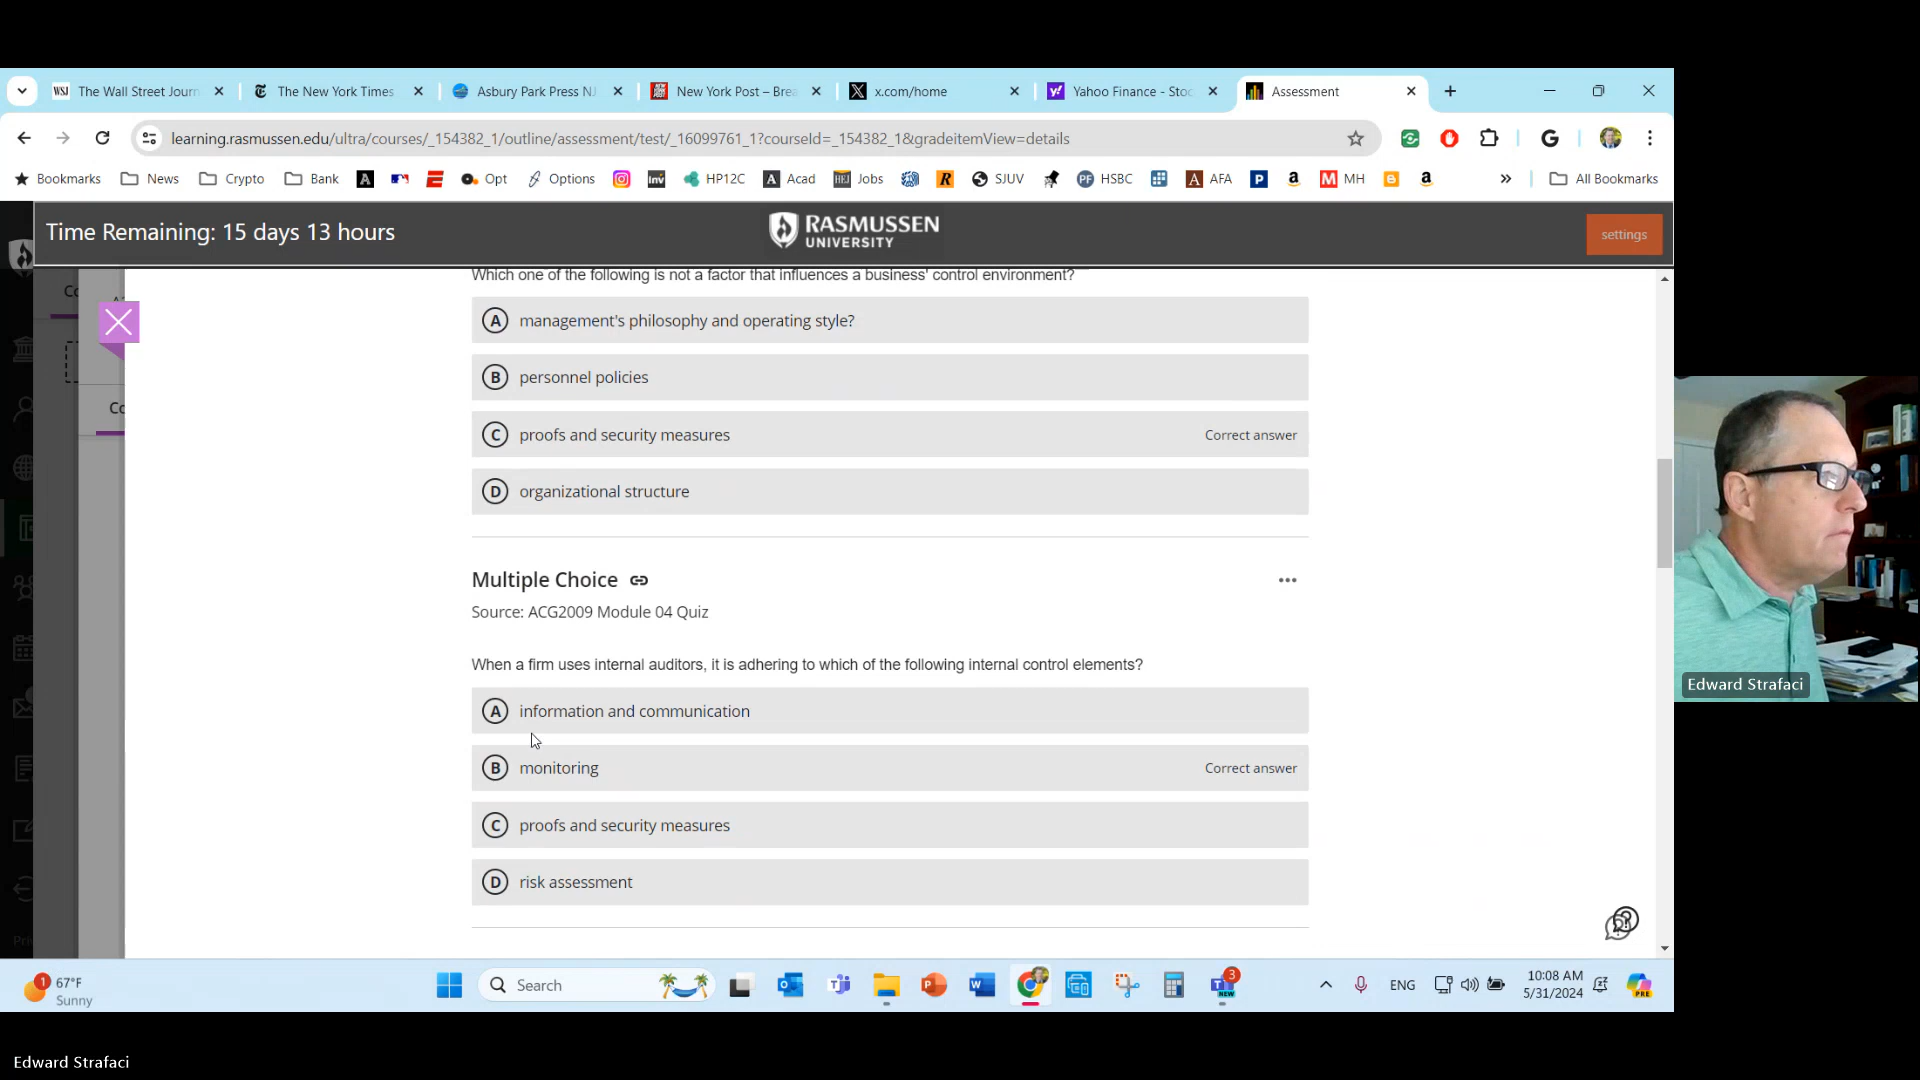 The Wall Street Journ
The New York Times
Asbury Park Press NJ
New York Post – Brea
x.com/home
Yahoo Finance - Stoc
Assessment
learning.rasmussen.edu/ultra/courses/_154382_1/outline/assessment/test/_16099761_1?courseId=_154382_1&gradeitemView=details
Bookmarks
News
Crypto
Bank
Opt
Options
HP12C
Acad
Jobs
SJUV
HSBC
AFA
MH
All Bookmarks
Time Remaining: 15 days 13 hours
RASMUSSEN
UNIVERSITY
settings
Which one of the following is not a factor that influences a business' control environment?
A management's philosophy and operating style?
B personnel policies
C proofs and security measures Correct answer
D organizational structure
Multiple Choice
Source: ACG2009 Module 04 Quiz
When a firm uses internal auditors, it is adhering to which of the following internal control elements?
A information and communication
B monitoring Correct answer
C proofs and security measures
D risk assessment
Edward Strafaci
67°F
Sunny
Search
ENG
10:08 AM
5/31/2024
Edward Strafaci